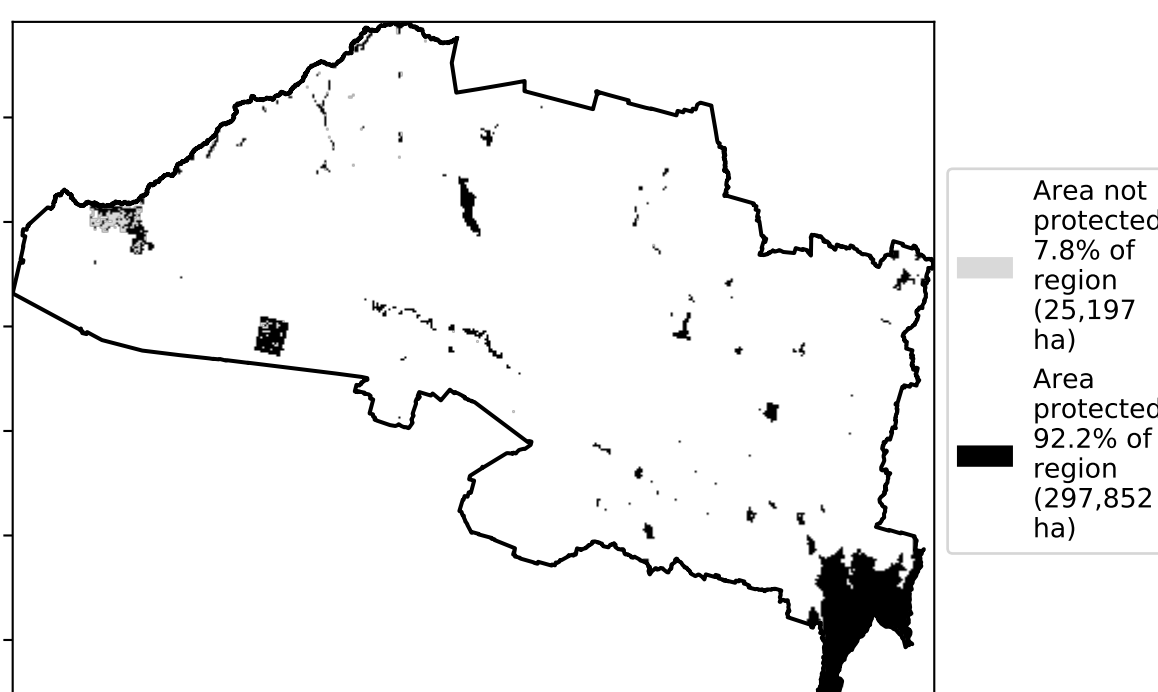 Area not
protected
7.8% of
region
(25,197
ha)
Area
protected
92.2% of
region
(297,852
ha)